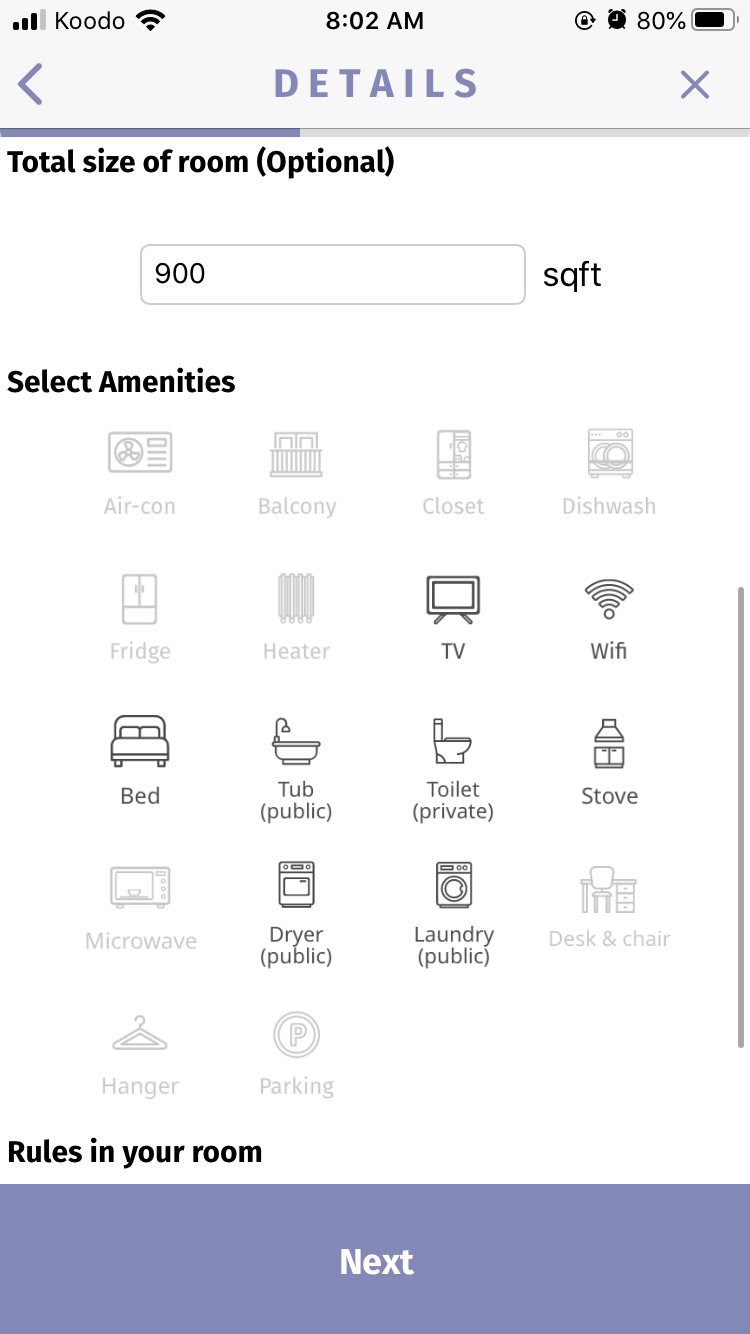 Koodo 8:02 AM 80%
DETAILS
Total size of room (Optional)
900 sqft
Select Amenities
Air-con Balcony Closet Dishwash
Fridge Heater TV Wifi
Bed Tub Toilet Stove
(public) (private)
Microwave Dryer Laundry Desk & chair
(public) (public)
P
Hanger Parking
Rules in your room
Next